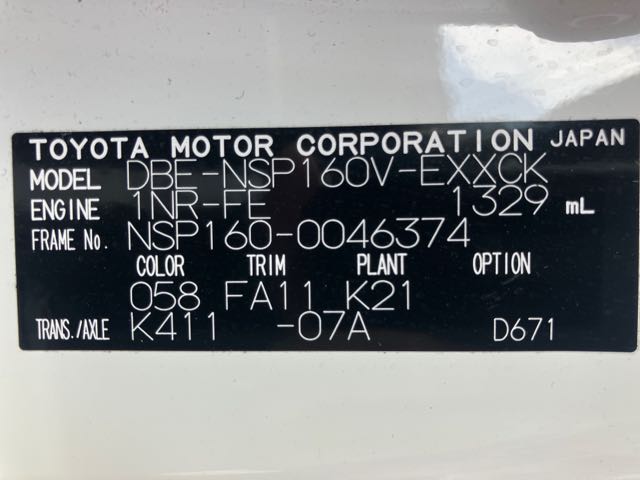 TOYOTA MOTOR CORPORATION JAPAN
MODEL DBE-NSP160V-EXXCK
ENGINE 1NR-FE 1329 mL
FRAME No. NSP160-0046374
COLOR TRIM PLANT OPTION
058 FA11 K21
TRANS./AXLE K411 -07A D671